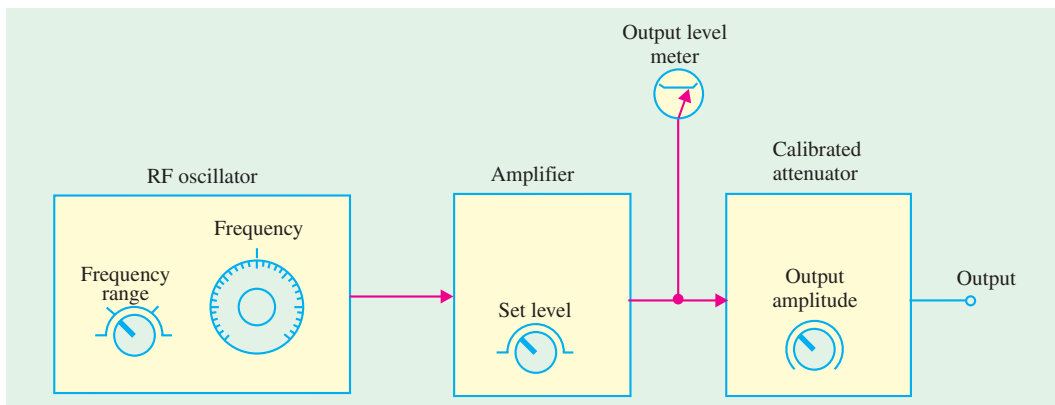 Output level
meter
RF oscillator
Amplifier
Calibrated
attenuator
Frequency
Frequency
range
Set level
Output
amplitude
Output